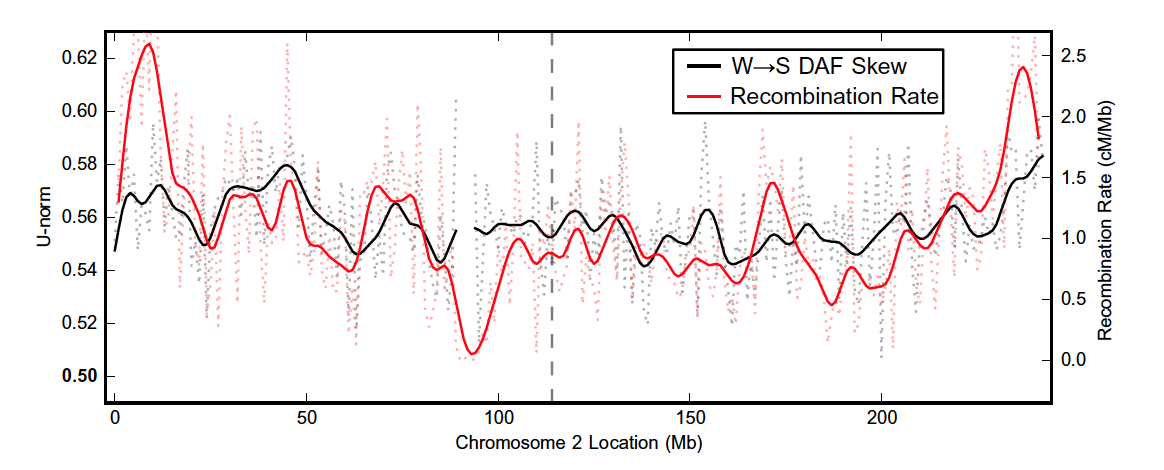 W→S DAF Skew
Recombination Rate
U-norm
0.62
0.60
0.58
0.56
0.54
0.52
0.50
2.5
2.0
1.5
1.0
0.5
0.0
Recombination Rate (cM/Mb)
0 50 100 150 200
Chromosome 2 Location (Mb)